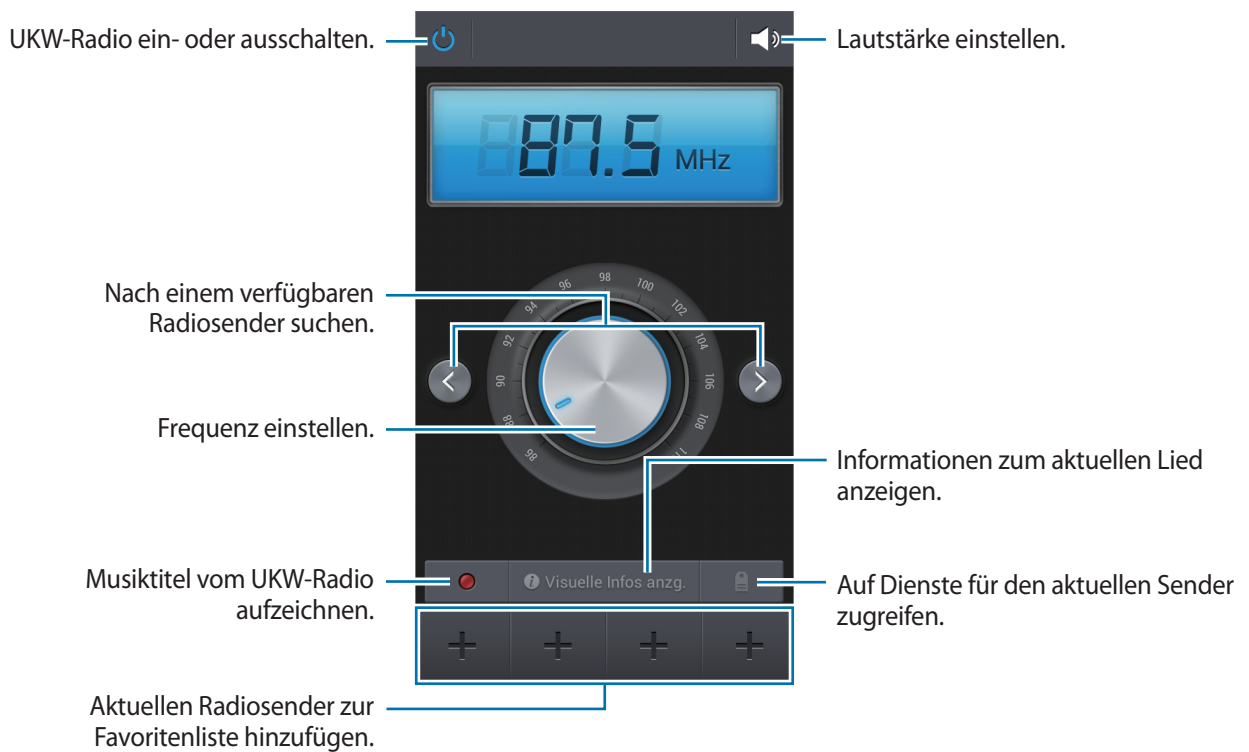 UKW-Radio ein- oder ausschalten.
Lautstärke einstellen.
87.5 MHz
Nach einem verfügbaren
Radiosender suchen.
86
88
90
92
94
96
98
100
102
104
106
108
Frequenz einstellen.
Informationen zum aktuellen Lied
anzeigen.
Musiktitel vom UKW-Radio
aufzeichnen.
Visuelle Infos anzg.
Auf Dienste für den aktuellen Sender
zugreifen.
Aktuellen Radiosender zur
Favoritenliste hinzufügen.